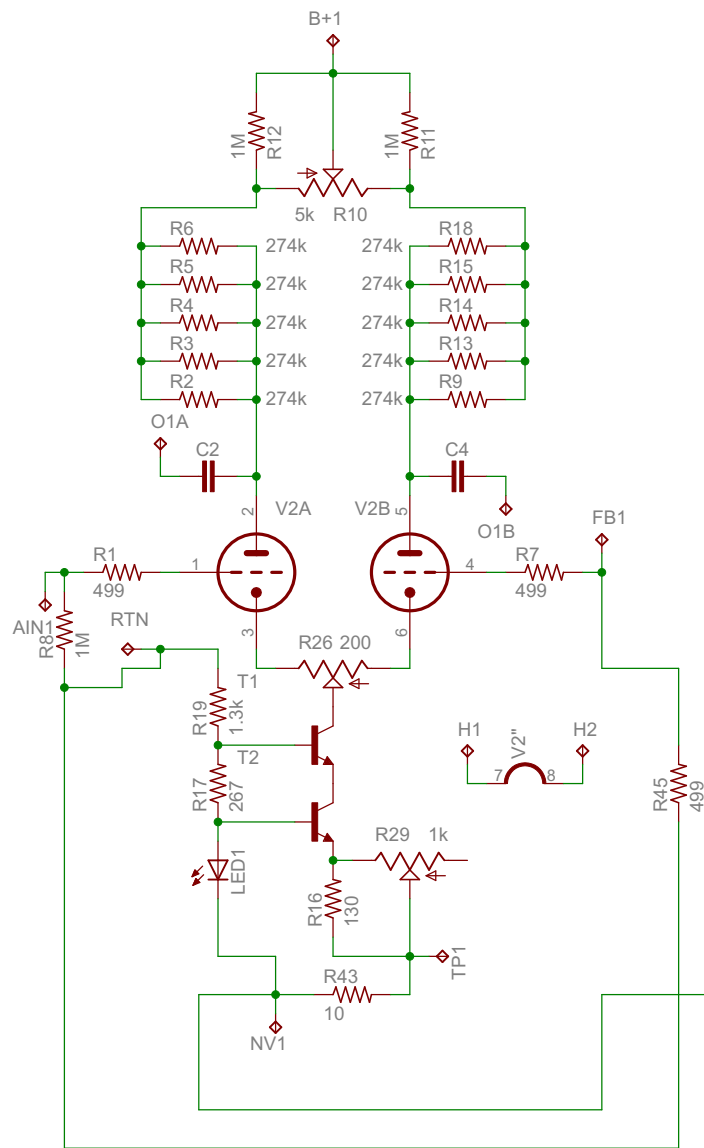 B+1
1M
R12
1M
R11
5k R10
R6 274k 274k R18
R5 274k 274k R15
R4 274k 274k R14
R3 274k 274k R13
R2 274k 274k R9
O1A
C2 C4
2 V2A V2B 5
O1B
FB1
R1 1 4 R7
499 499
AIN1
R8
1M
RTN
3 6
R26 200
T1
R19
1.3k
T2
H1 H2
V2"
7 8
R17
267
R45
499
LED1
R29 1k
R16
130
TP1
R43
10
NV1